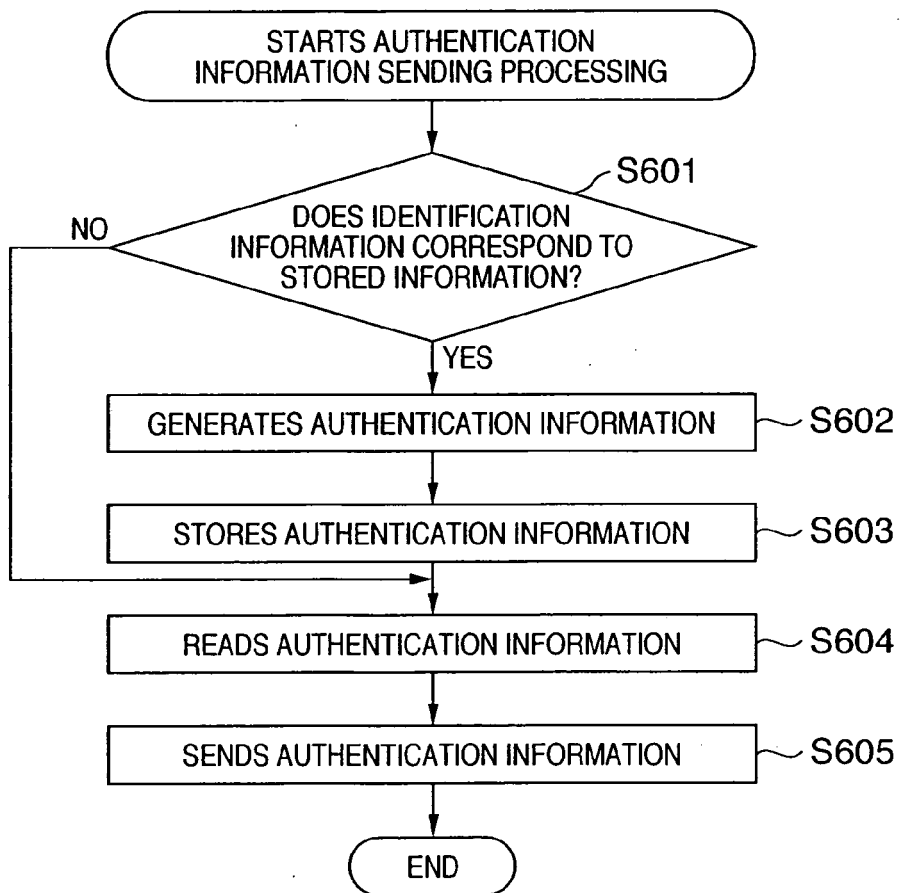 STARTS AUTHENTICATION
INFORMATION SENDING PROCESSING
S601
DOES IDENTIFICATION
INFORMATION CORRESPOND TO
STORED INFORMATION?
NO
YES
GENERATES AUTHENTICATION INFORMATION
S602
STORES AUTHENTICATION INFORMATION
S603
READS AUTHENTICATION INFORMATION
S604
SENDS AUTHENTICATION INFORMATION
S605
END